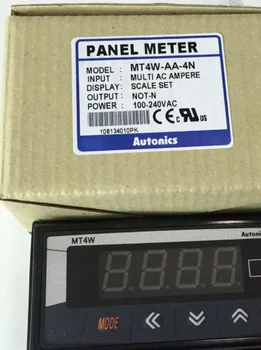 PANEL METER
MODEL : MT4W-AA-4N
INPUT : MULTI AC AMPERE
DISPLAY: SCALE SET
OUTPUT : NOT-N
POWER : 100-240VAC
108134010PK
Autonics
MT4W
Autonics
MODE